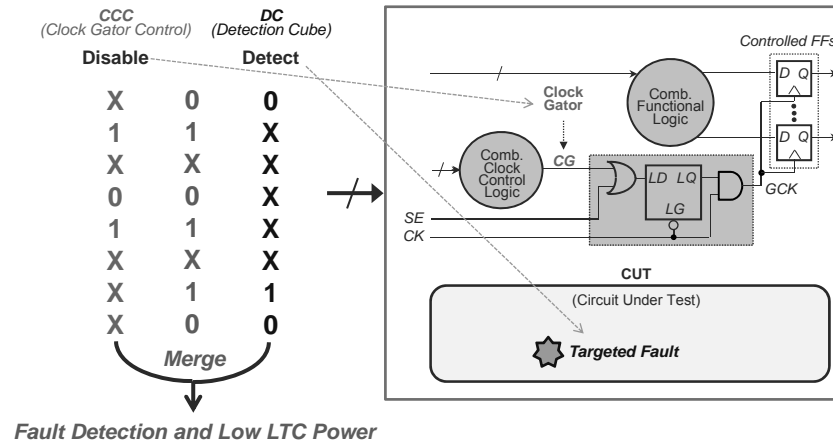 CCC
(Clock Gator Control)
DC
(Detection Cube)
Disable
Detect
X 0 0
1 1 X
X X X
0 0 X
1 1 X
X X X
X 1 1
X 0 0
Merge
Fault Detection and Low LTC Power
Controlled FFs
Comb.
Functional
Logic
D Q
D Q
Clock
Gator
Comb.
Clock
Control
Logic
CG
LD LQ
LG
GCK
SE
CK
CUT
(Circuit Under Test)
Targeted Fault